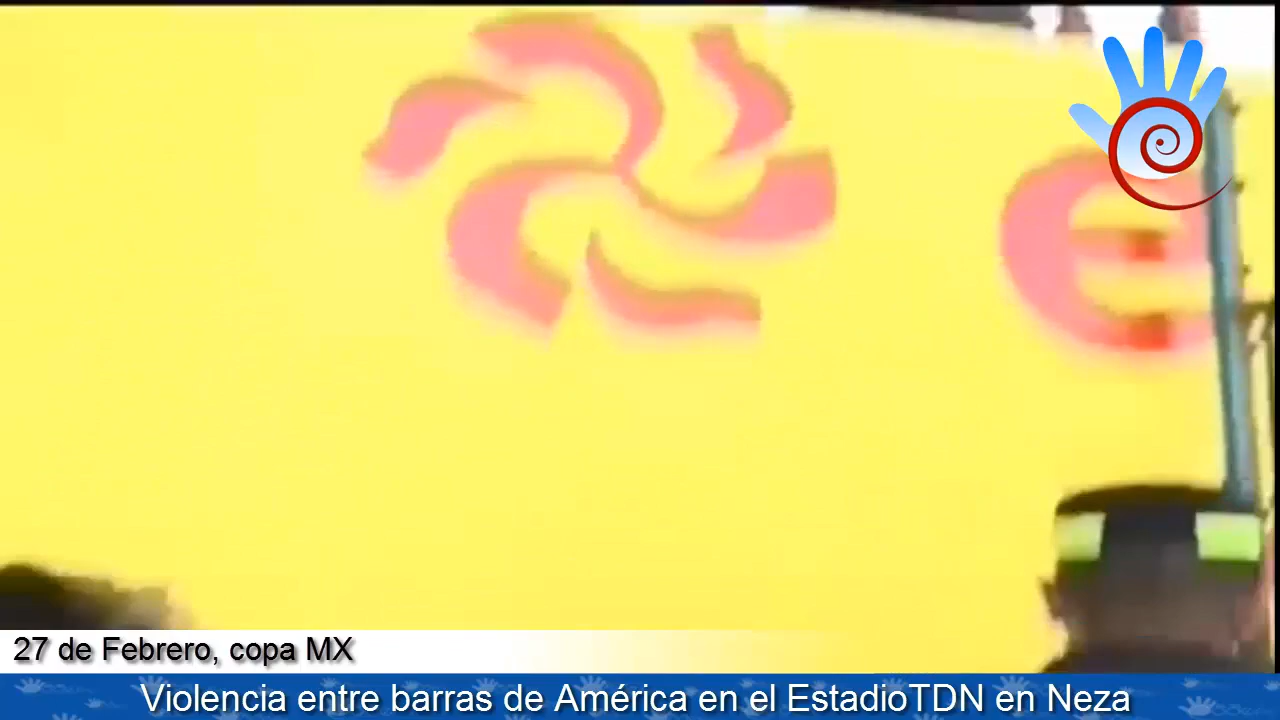 e
27 de Febrero, copa MX
Violencia entre barras de América en el EstadioTDN en Neza